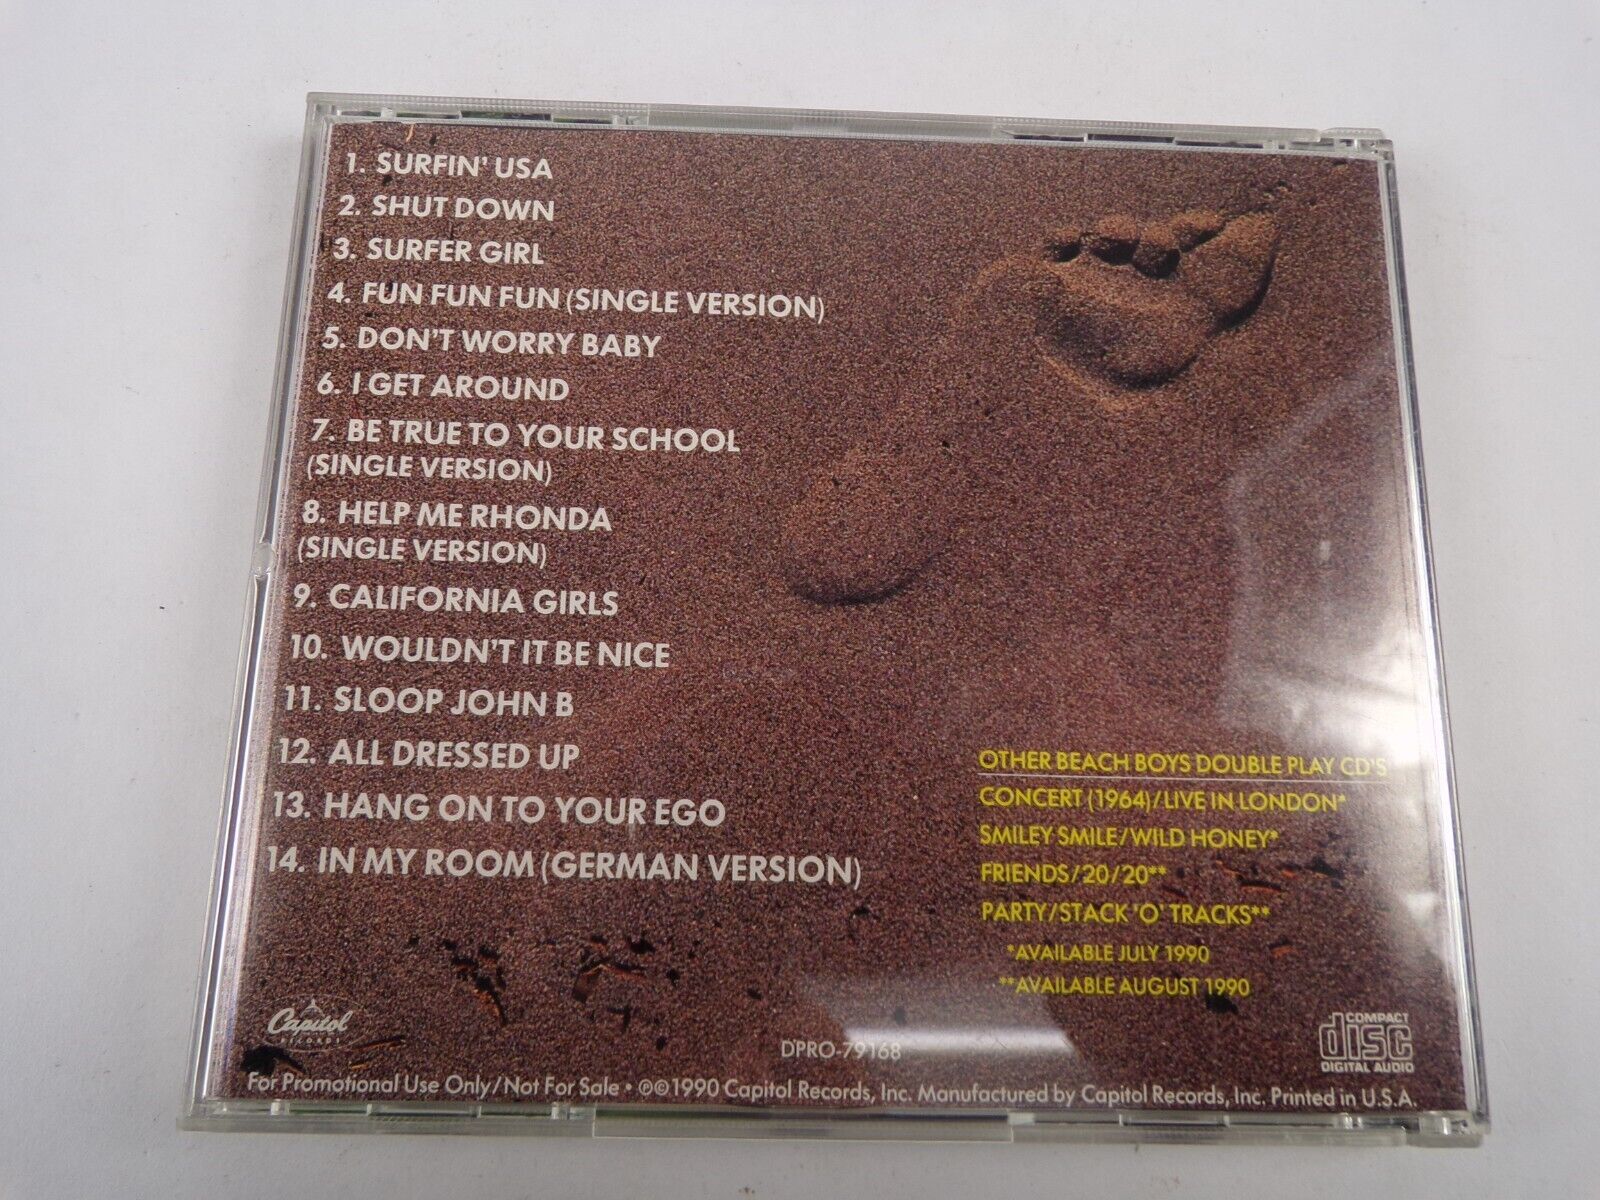 1. SURFIN' USA
2. SHUT DOWN
3. SURFER GIRL
4. FUN FUN FUN (SINGLE VERSION)
5. DON'T WORRY BABY
6. I GET AROUND
7. BE TRUE TO YOUR SCHOOL
(SINGLE VERSION)
8. HELP ME RHONDA
(SINGLE VERSION)
9. CALIFORNIA GIRLS
10. WOULDN'T IT BE NICE
11. SLOOP JOHN B
12. ALL DRESSED UP
13. HANG ON TO YOUR EGO
14. IN MY ROOM (GERMAN VERSION)
OTHER BEACH BOYS DOUBLE PLAY CD'S
CONCERT (1964)/LIVE IN LONDON*
SMILEY SMILE/WILD HONEY*
FRIENDS/20/20**
PARTY/STACK 'O' TRACKS**
*AVAILABLE JULY 1990
**AVAILABLE AUGUST 1990
Capitol
RECORDS
DPRO-79168
COMPACT
disc
DIGITAL AUDIO
For Promotional Use Only/Not For Sale • ℗©1990 Capitol Records, Inc. Manufactured by Capitol Records, Inc. Printed in U.S.A.